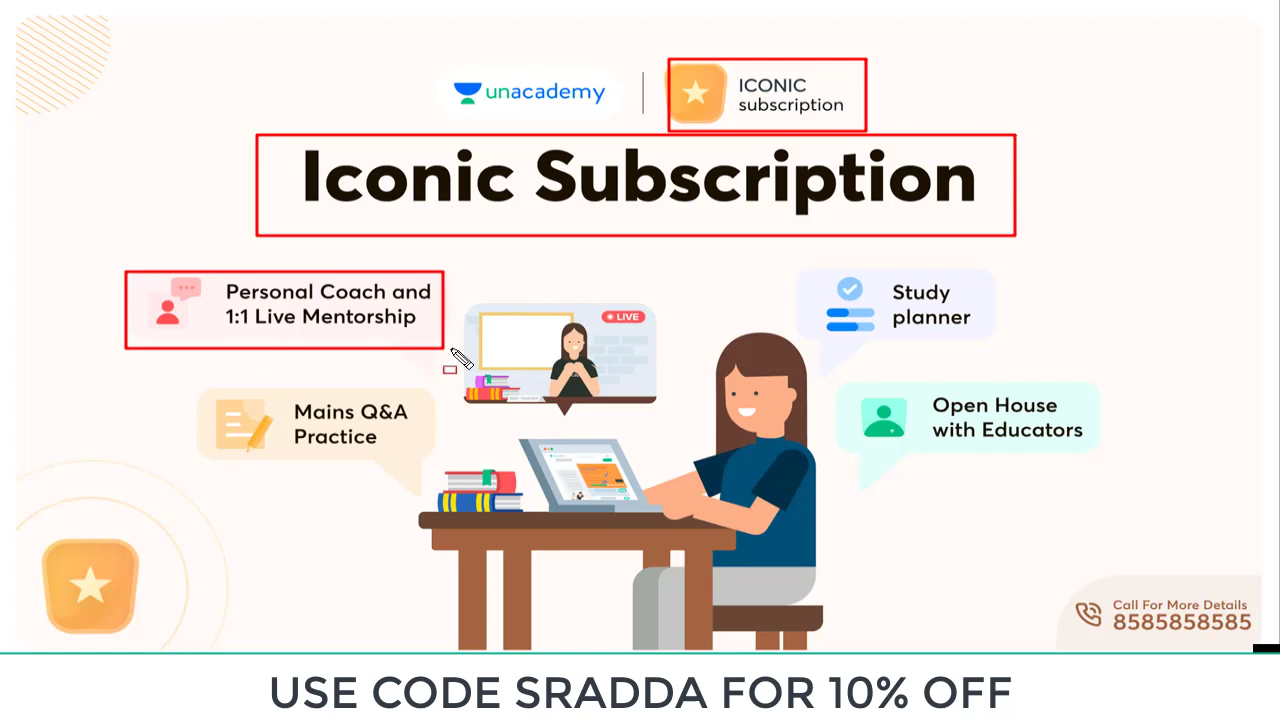 unacademy
ICONIC
subscription
Iconic Subscription
Personal Coach and
1:1 Live Mentorship
LIVE
Study
planner
Mains Q&A
Practice
Open House
with Educators
Call For More Details
8585858585
USE CODE SRADDA FOR 10% OFF